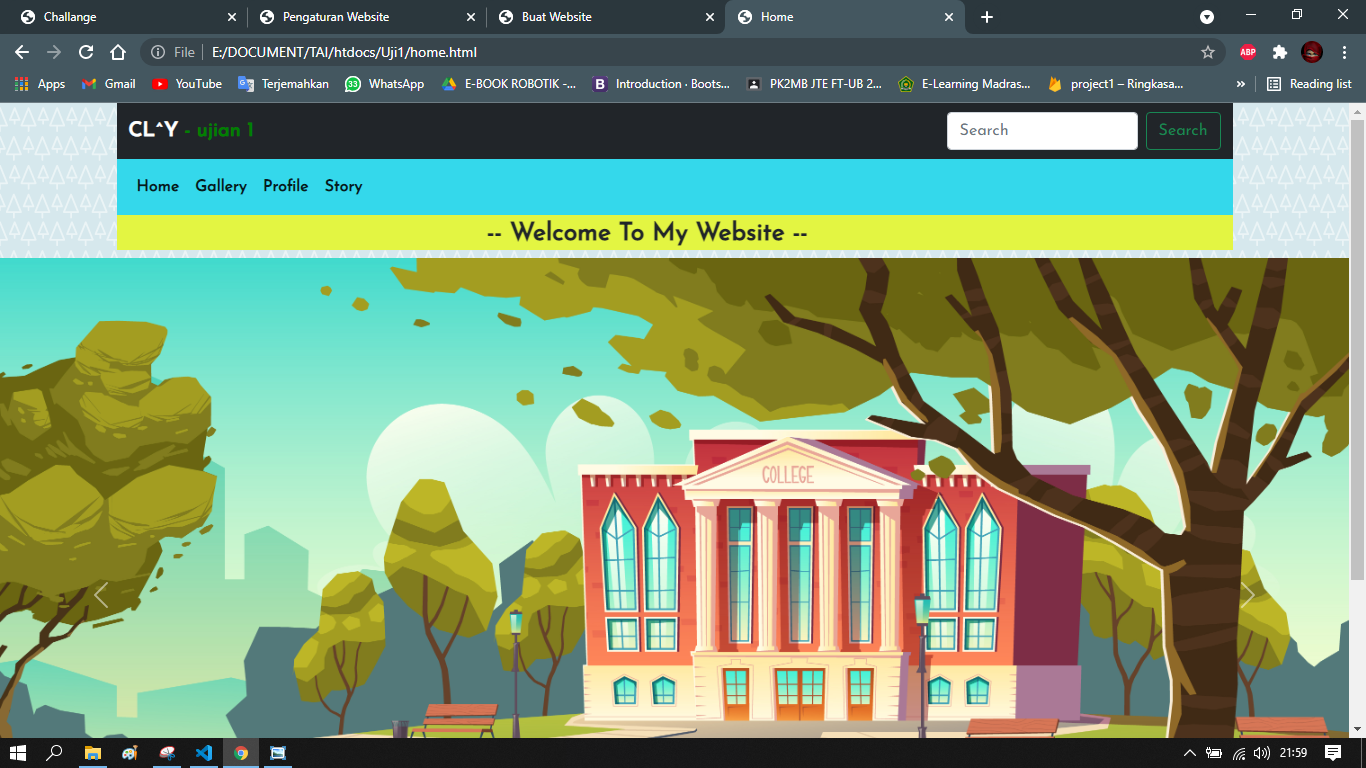 Challange
Pengaturan Website
Buat Website
Home
File
E:/DOCUMENT/TAI/htdocs/Uji1/home.html
ABP
Apps
Gmail
YouTube
Terjemahkan
33
WhatsApp
E-BOOK ROBOTIK -...
B
Introduction · Boots...
PK2MB JTE FT-UB 2...
E-Learning Madras...
project1 – Ringkasa...
»
Reading list
CL^Y - ujian 1
Search
Search
Home Gallery Profile Story
-- Welcome To My Website --
COLLEGE
21:59